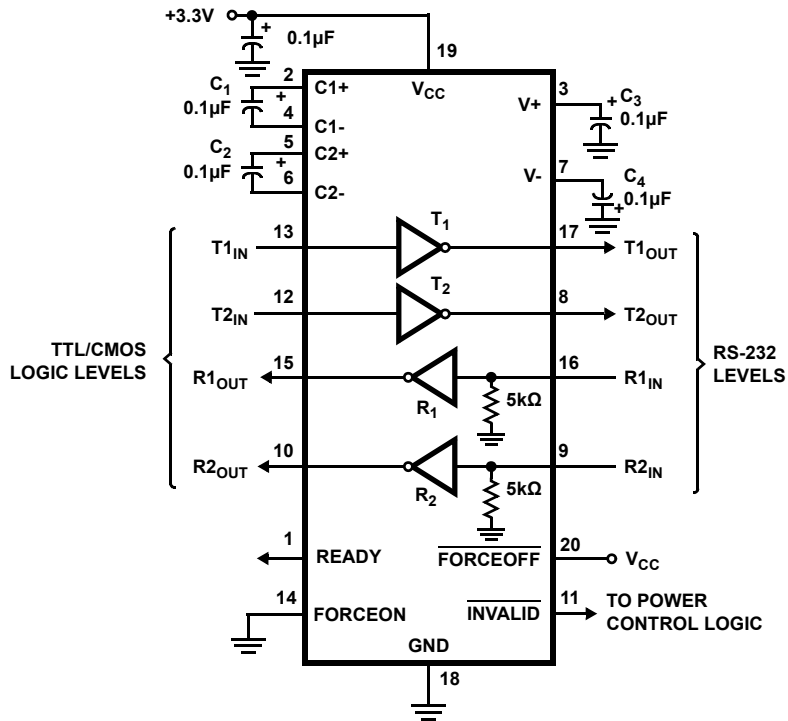 +3.3V
+
0.1µF
19
2
C1+
VCC
3
V+
+
C3
0.1µF
C1
0.1µF
+
4
C1-
5
C2+
C2
0.1µF
+
6
C2-
7
V-
C4
0.1µF
+
T1
13
17
T1IN
T1OUT
T2
12
8
T2IN
T2OUT
TTL/CMOS
LOGIC LEVELS
RS-232
LEVELS
15
16
R1OUT
R1IN
R1
5kΩ
10
9
R2OUT
R2IN
R2
5kΩ
1
READY
FORCEOFF
20
VCC
14
FORCEON
INVALID
11
TO POWER
CONTROL LOGIC
GND
18